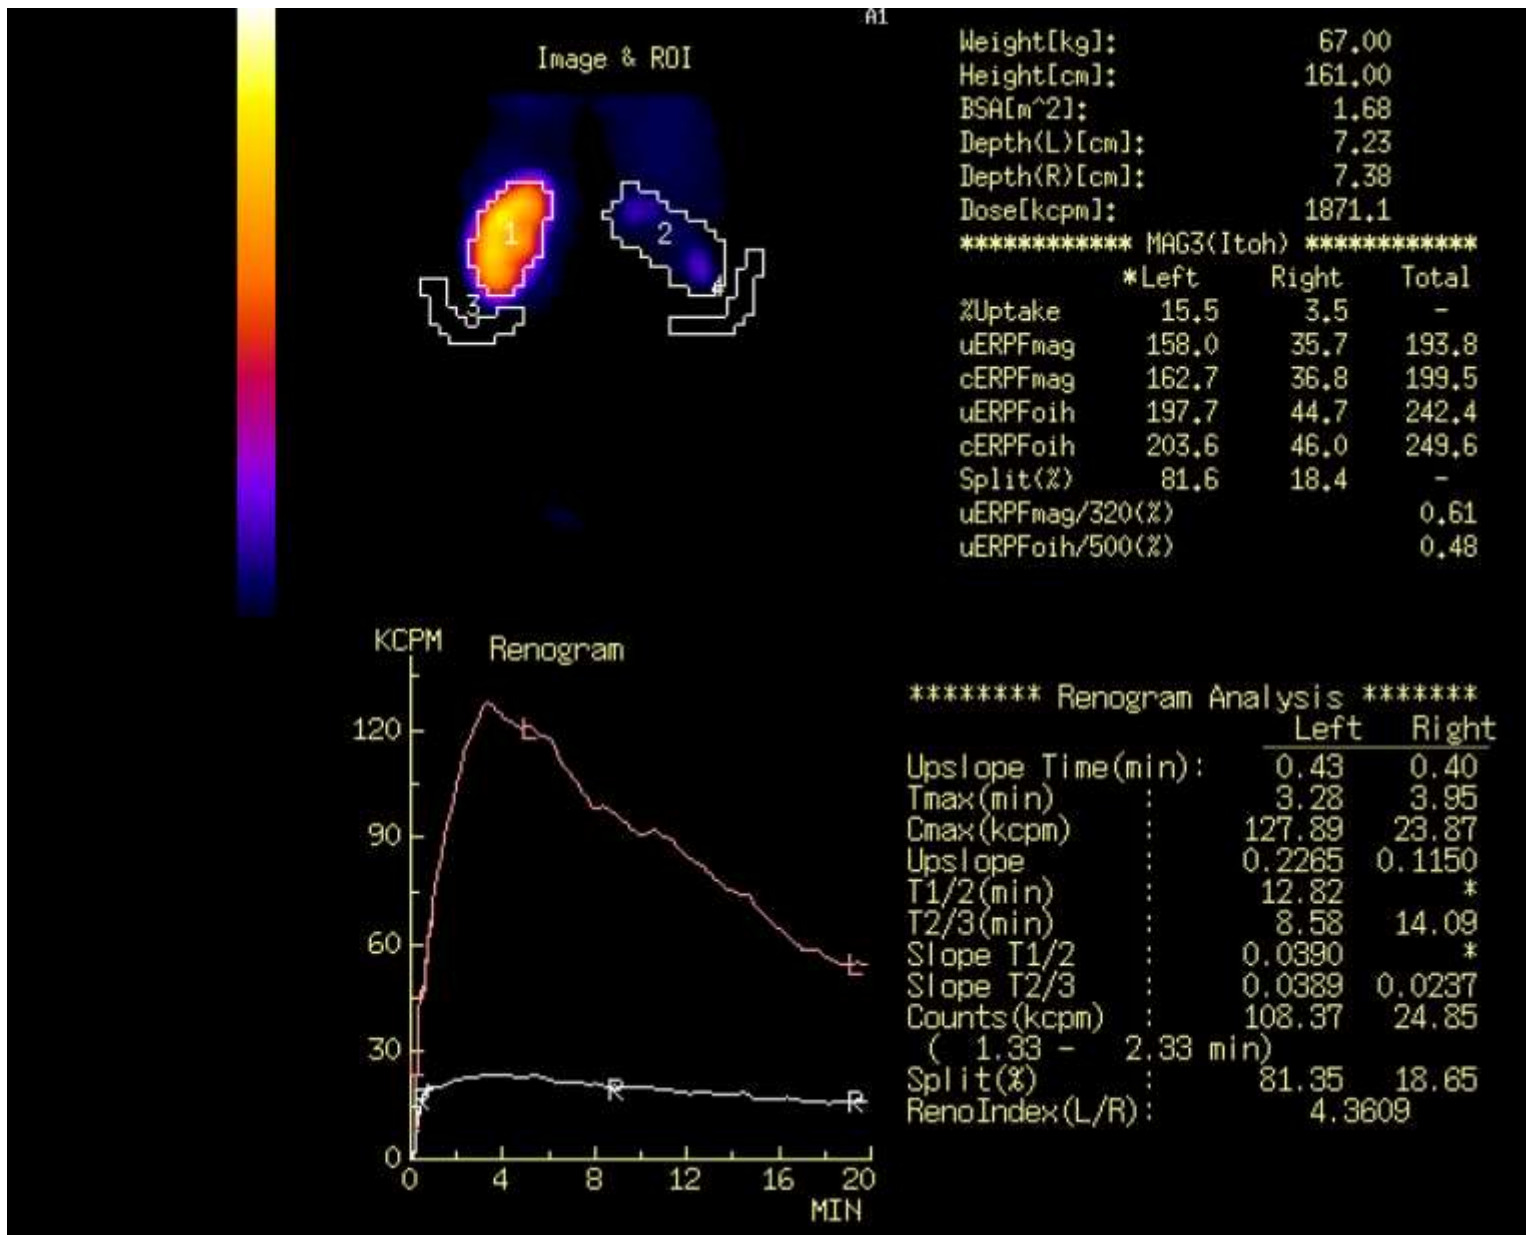 A1
Image & ROI
1
2
3
4
Weight[kg]: 67.00
Height[cm]: 161.00
BSA[m^2]: 1.68
Depth(L)[cm]: 7.23
Depth(R)[cm]: 7.38
Dose[kcpm]: 1871.1
************ MAG3(Itoh) ************
*Left Right Total
%Uptake 15.5 3.5 -
uERPFmag 158.0 35.7 193.8
cERPFmag 162.7 36.8 199.5
uERPFoih 197.7 44.7 242.4
cERPFoih 203.6 46.0 249.6
Split(%) 81.6 18.4 -
uERPFmag/320(%) 0.61
uERPFoih/500(%) 0.48
KCPM
Renogram
120
90
60
30
0
L
L
R
R
R
0 4 8 12 16 20
MIN
******** Renogram Analysis *******
Left Right
Upslope Time(min): 0.43 0.40
Tmax(min) : 3.28 3.95
Cmax(kcpm) : 127.89 23.87
Upslope : 0.2265 0.1150
T1/2(min) : 12.82 *
T2/3(min) : 8.58 14.09
Slope T1/2 : 0.0390 *
Slope T2/3 : 0.0389 0.0237
Counts(kcpm) : 108.37 24.85
( 1.33 - 2.33 min)
Split(%) : 81.35 18.65
RenoIndex(L/R): 4.3609